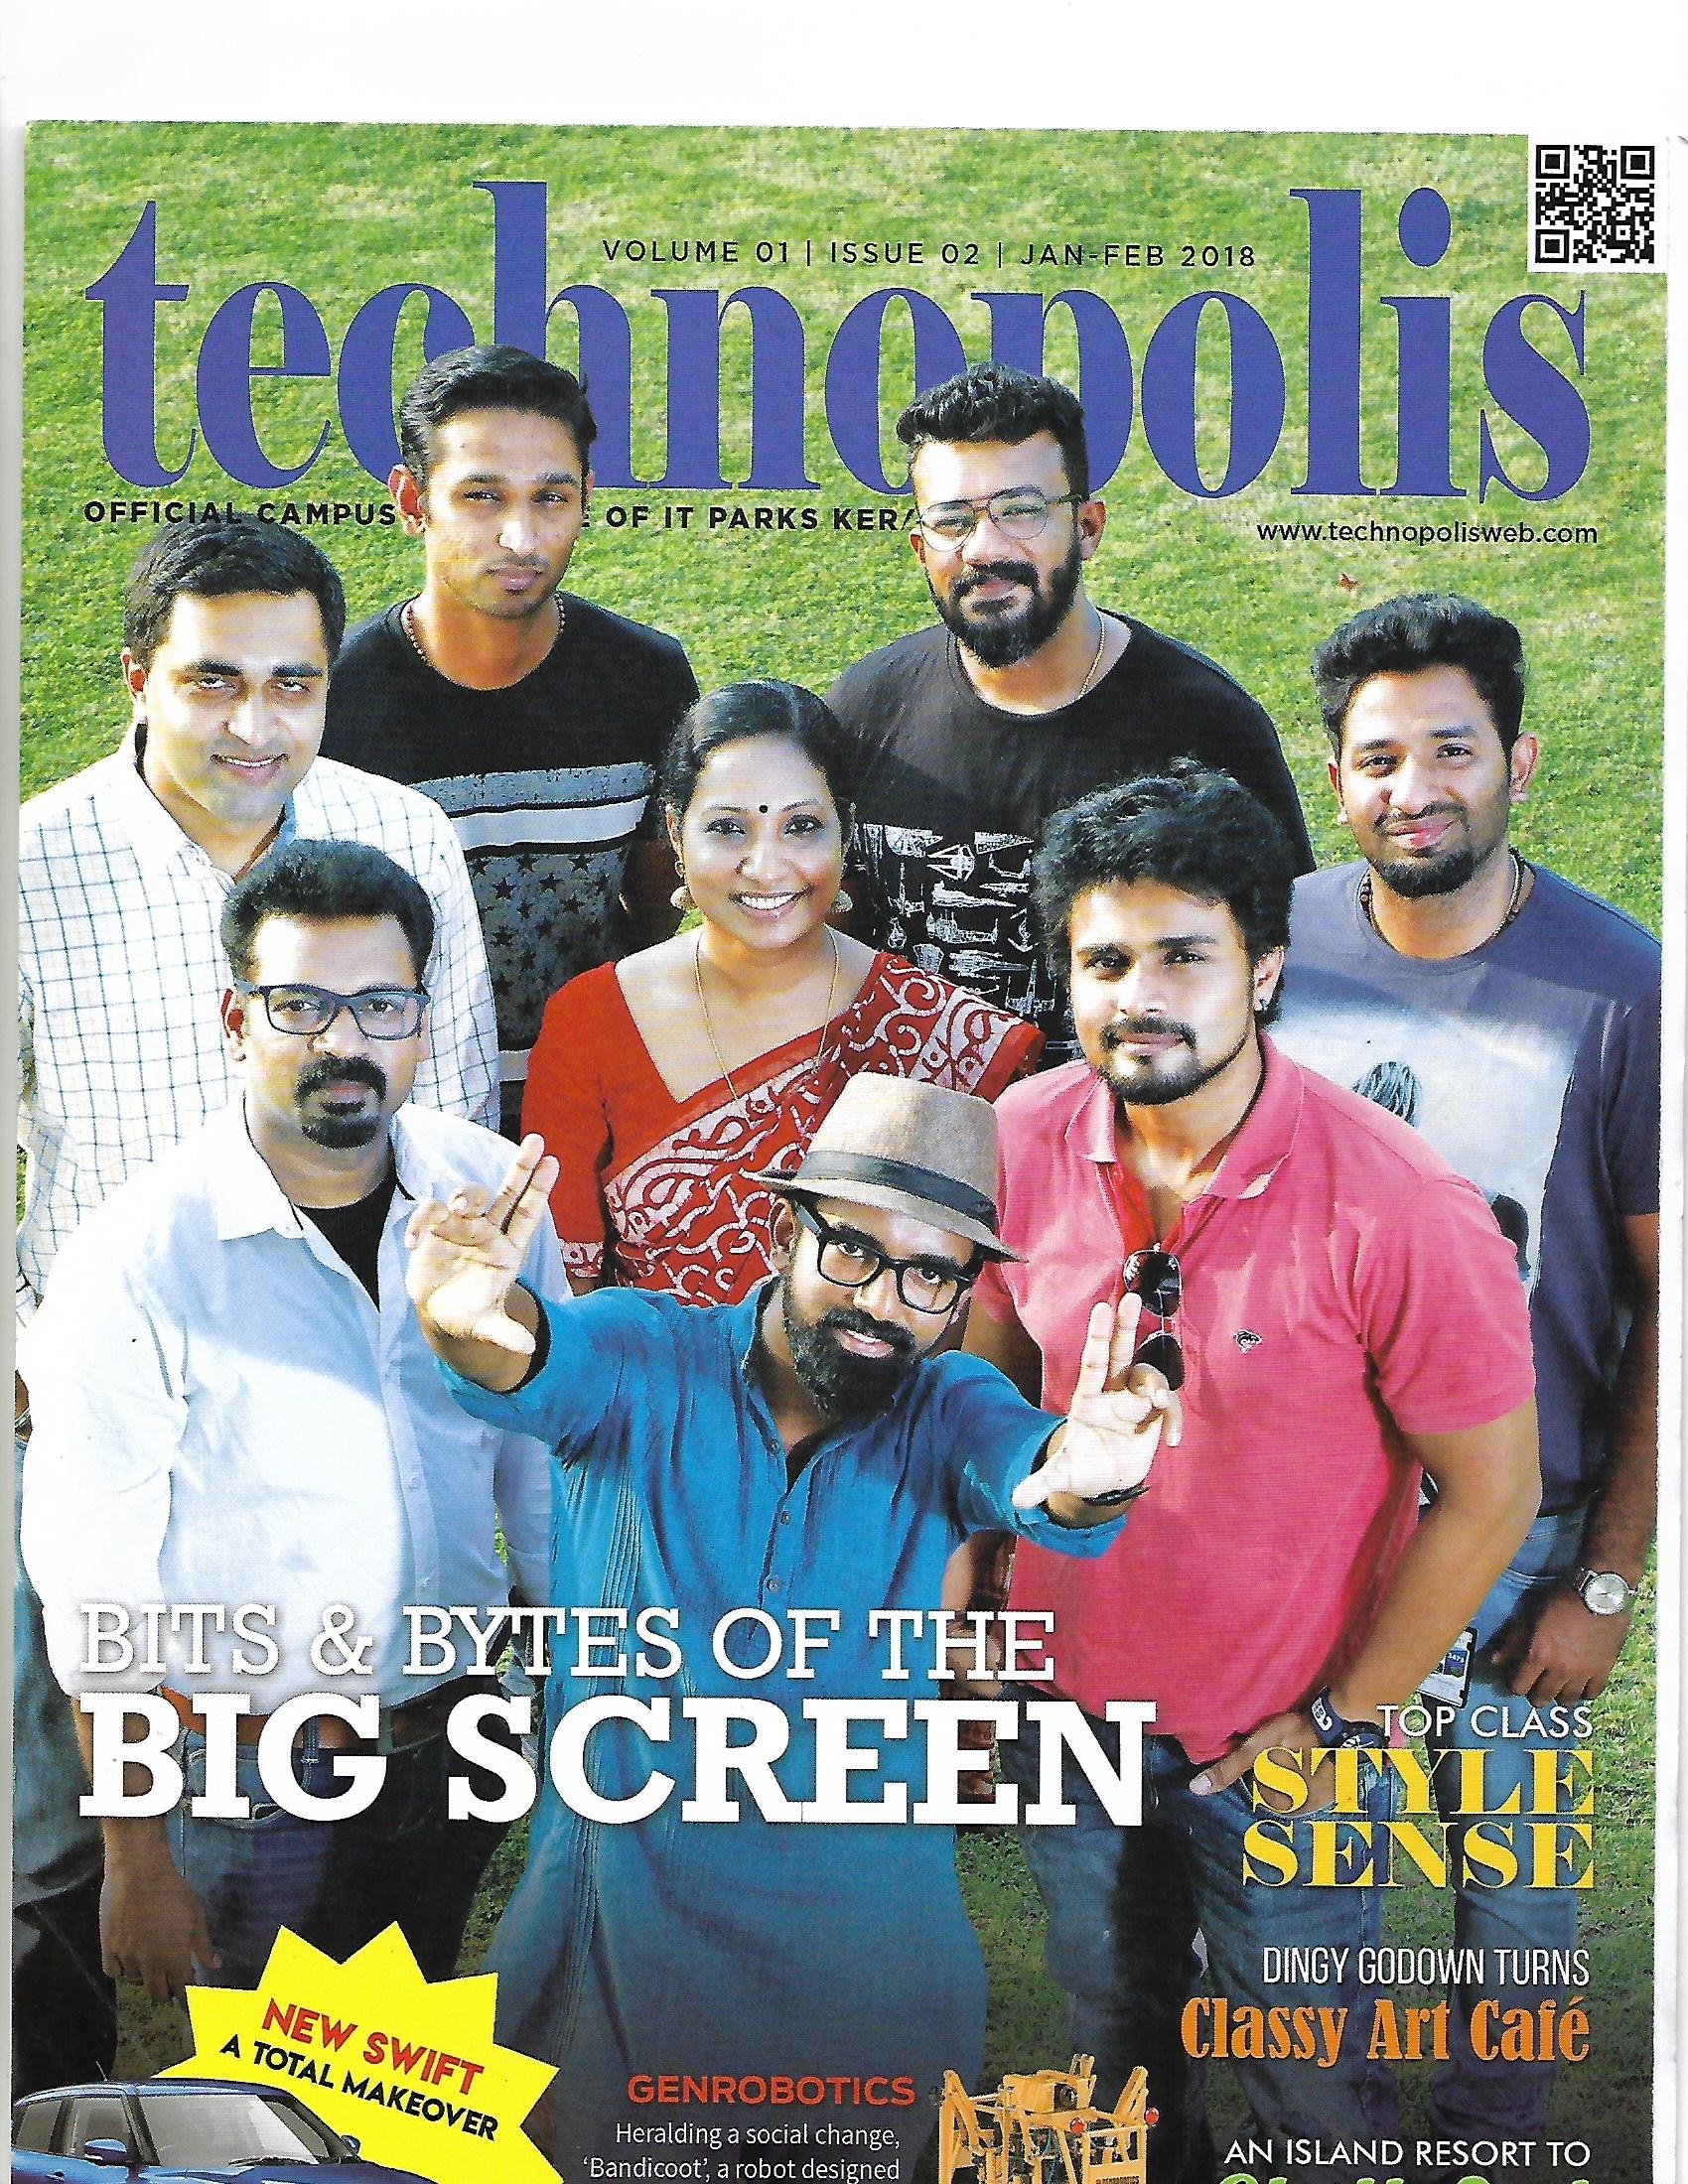 technopolis
VOLUME 01 | ISSUE 02 | JAN-FEB 2018
OFFICIAL CAMPUS OF IT PARKS
www.technopolisweb.com
BITS & BYTES OF THE
BIG SCREEN
TOP CLASS
STYLE
SENSE
DINGY GODOWN TURNS
Classy Art Café
NEW SWIFT
A TOTAL MAKEOVER
GENROBOTICS
Heralding a social change,
'Bandicoot', a robot designed
AN ISLAND RESORT TO